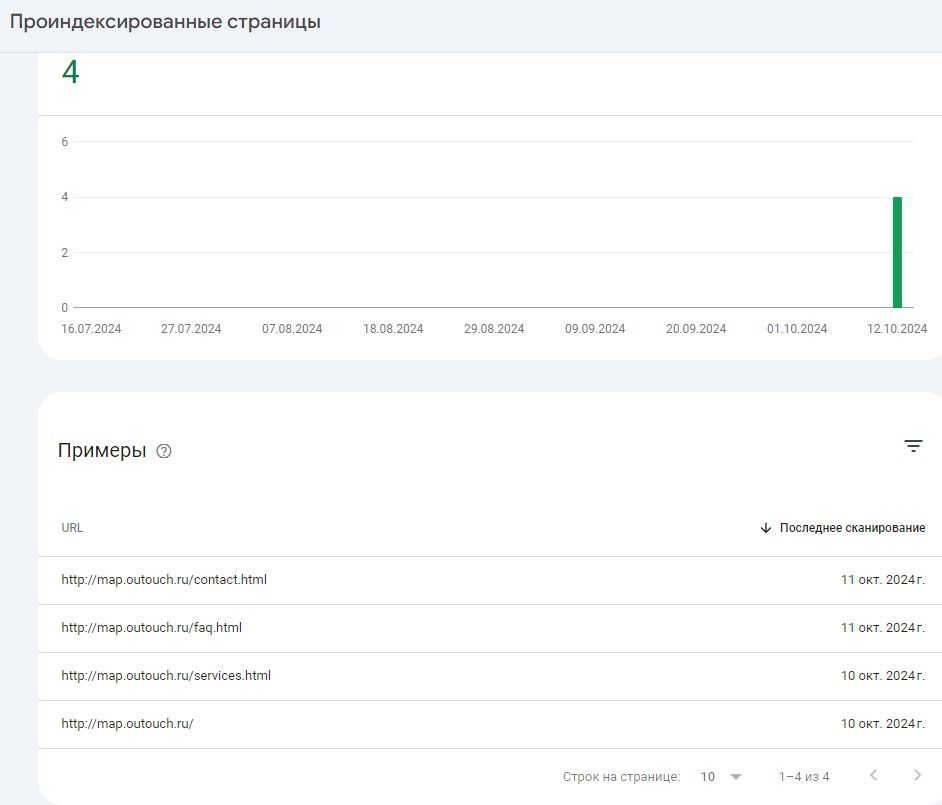 Проиндексированные страницы
4
6
4
2
0
16.07.2024 27.07.2024 07.08.2024 18.08.2024 29.08.2024 09.09.2024 20.09.2024 01.10.2024 12.10.2024
Примеры ?
URL ↓ Последнее сканирование
http://map.outouch.ru/contact.html 11 окт. 2024 г.
http://map.outouch.ru/faq.html 11 окт. 2024 г.
http://map.outouch.ru/services.html 10 окт. 2024 г.
http://map.outouch.ru/ 10 окт. 2024 г.
Строк на странице: 10 1–4 из 4